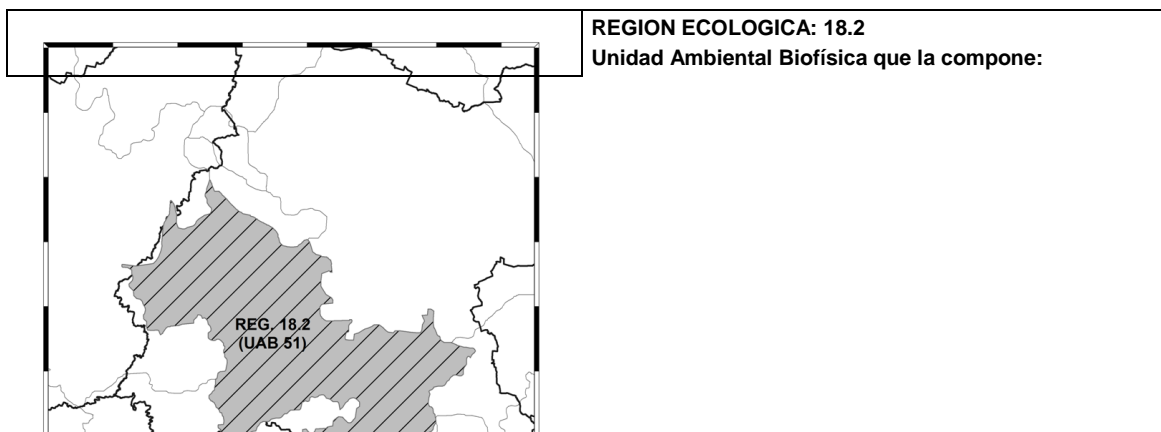 REGION ECOLOGICA: 18.2
Unidad Ambiental Biofísica que la compone:
REG. 18.2
(UAB 51)